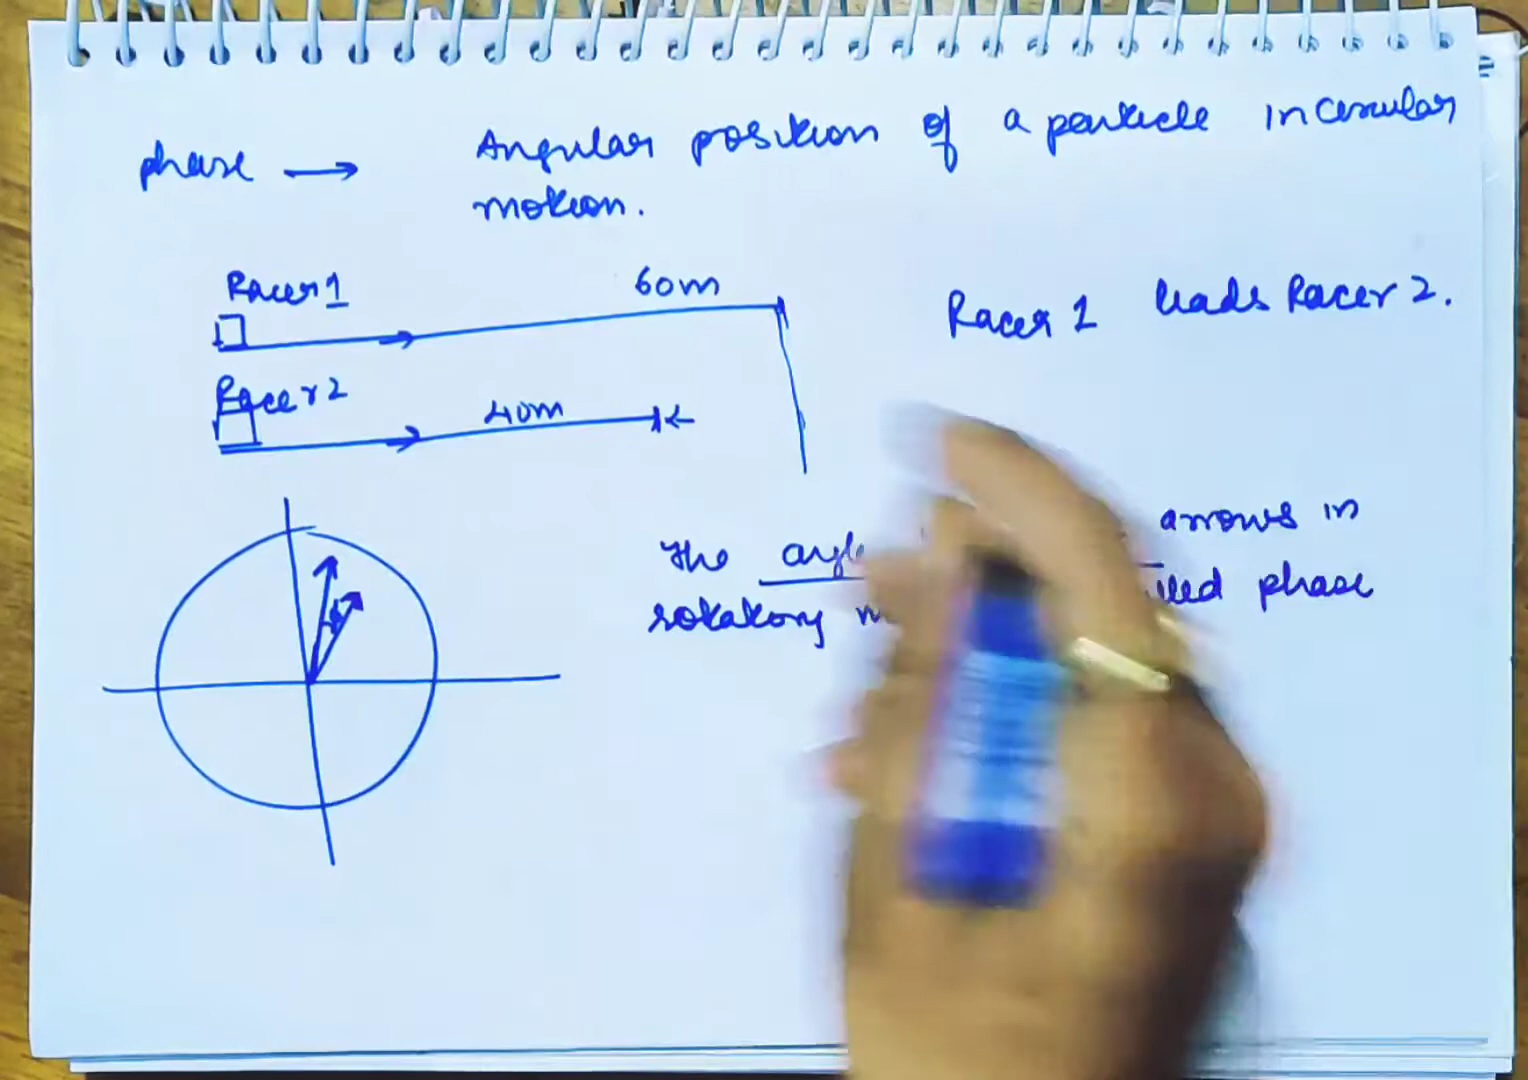 phase → Angular position of a particle in circular
motion.
Racer 1
60m
Racer 1 leads Racer 2.
Racer 2
40m
The angle arrows in
rotatory phase
ϕ